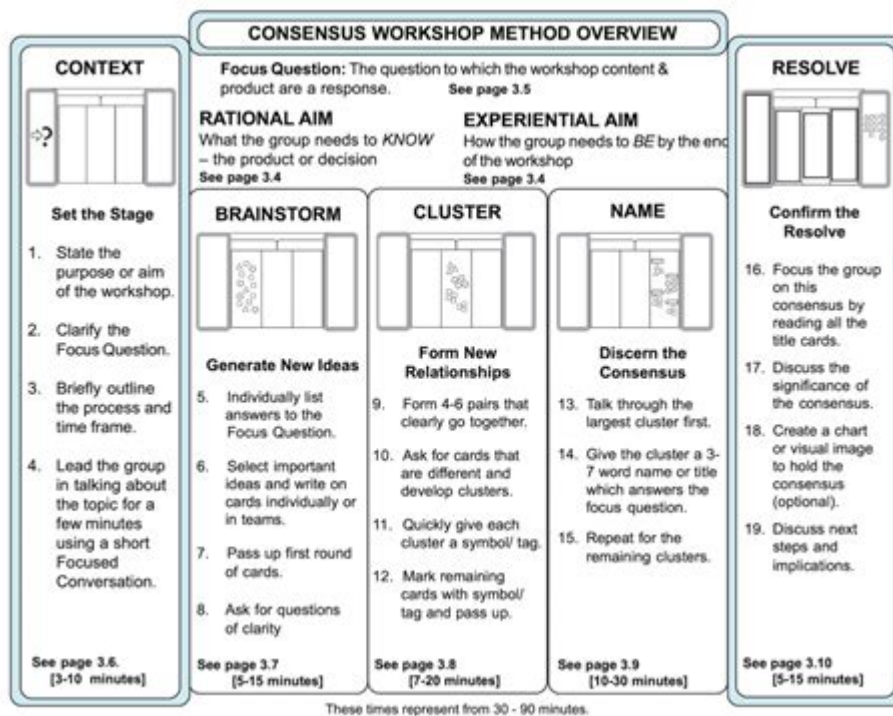 CONSENSUS WORKSHOP METHOD OVERVIEW
Focus Question: The question to which the workshop content &
product are a response. See page 3.5
RATIONAL AIM
What the group needs to KNOW
– the product or decision
See page 3.4
EXPERIENTIAL AIM
How the group needs to BE by the end
of the workshop
See page 3.4
CONTEXT
?
Set the Stage
1. State the
purpose or aim
of the workshop.
2. Clarify the
Focus Question.
3. Briefly outline
the process and
time frame.
4. Lead the group
in talking about
the topic for a
few minutes
using a short
Focused
Conversation.
See page 3.6.
[3-10 minutes]
BRAINSTORM
Generate New Ideas
5. Individually list
answers to the
Focus Question.
6. Select important
ideas and write on
cards individually or
in teams.
7. Pass up first round
of cards.
8. Ask for questions
of clarity
See page 3.7
[5-15 minutes]
CLUSTER
Form New
Relationships
9. Form 4-6 pairs that
clearly go together.
10. Ask for cards that
are different and
develop clusters.
11. Quickly give each
cluster a symbol/ tag.
12. Mark remaining
cards with symbol/
tag and pass up.
See page 3.8
[7-20 minutes]
NAME
Discern the
Consensus
13. Talk through the
largest cluster first.
14. Give the cluster a 3-
7 word name or title
which answers the
focus question.
15. Repeat for the
remaining clusters.
See page 3.9
[10-30 minutes]
RESOLVE
Confirm the
Resolve
16. Focus the group
on this
consensus by
reading all the
title cards.
17. Discuss the
significance of
the consensus.
18. Create a chart
or visual image
to hold the
consensus
(optional).
19. Discuss next
steps and
implications.
See page 3.10
[5-15 minutes]
These times represent from 30 - 90 minutes.